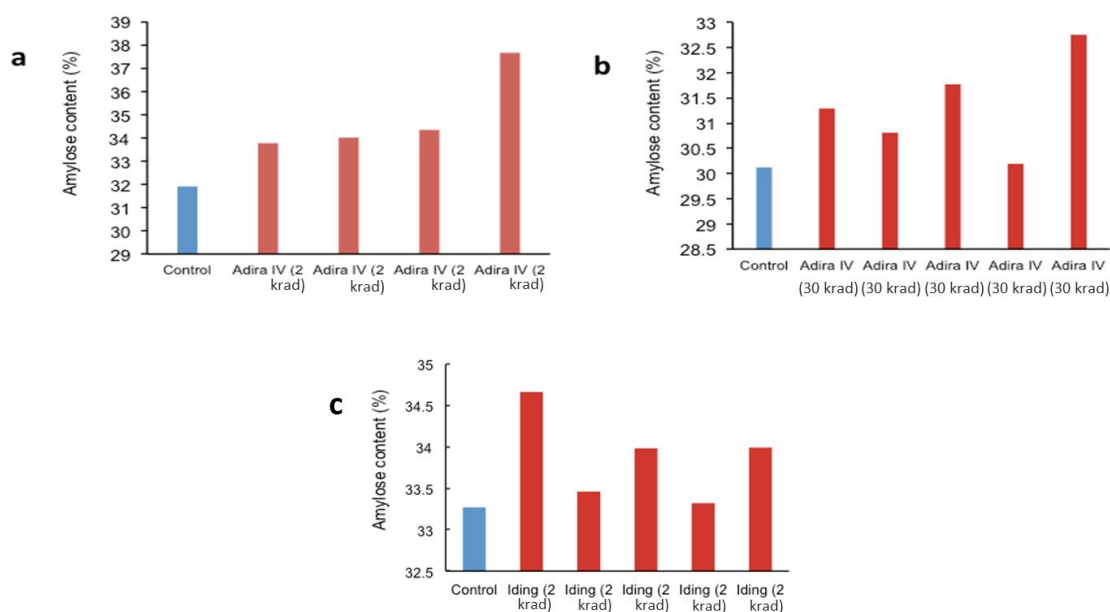 a
Amylose content (%)
39
38
37
36
35
34
33
32
31
30
29
Control
Adira IV (2
krad)
Adira IV (2
krad)
Adira IV (2
krad)
Adira IV (2
krad)
b
Amylose content (%)
33
32.5
32
31.5
31
30.5
30
29.5
29
28.5
Control
Adira IV
(30 krad)
Adira IV
(30 krad)
Adira IV
(30 krad)
Adira IV
(30 krad)
Adira IV
(30 krad)
c
Amylose content (%)
35
34.5
34
33.5
33
32.5
Control
Iding (2
krad)
Iding (2
krad)
Iding (2
krad)
Iding (2
krad)
Iding (2
krad)